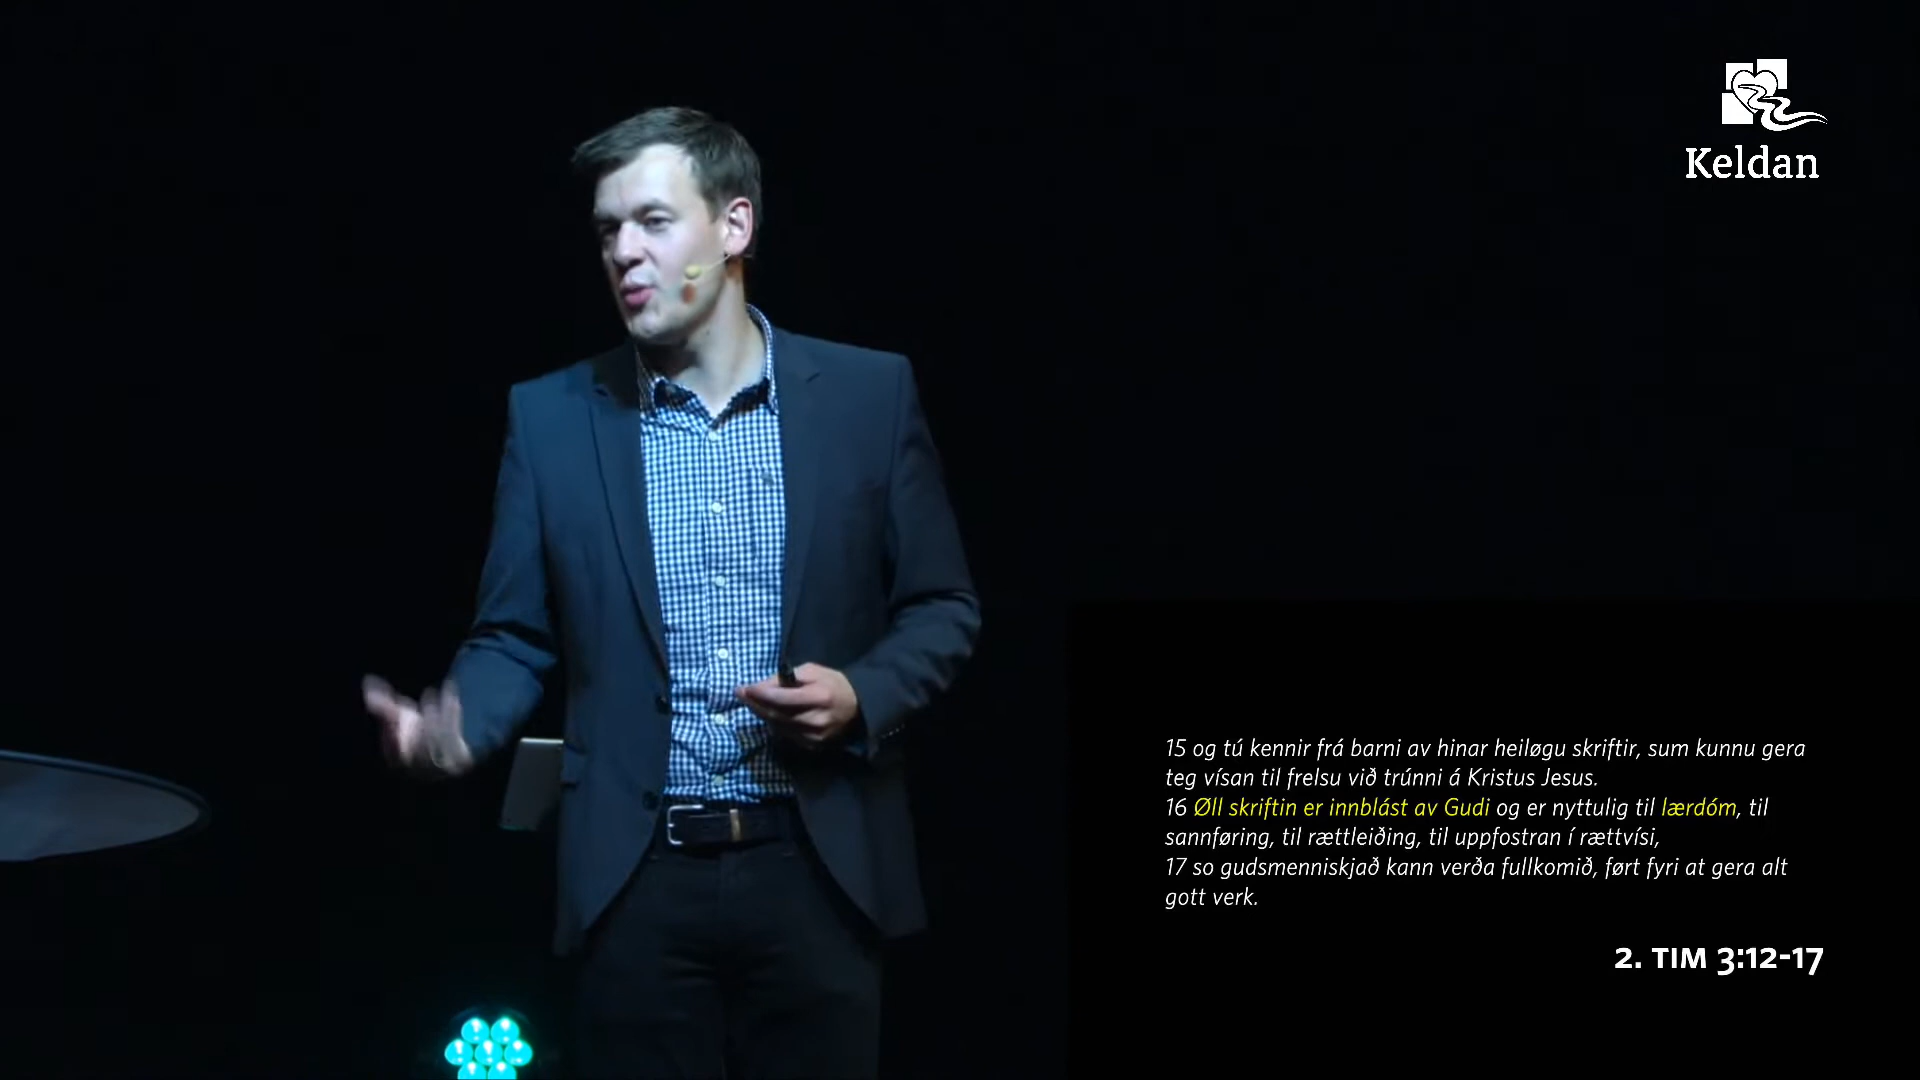 Keldan
15 og tú kennir frá barni av hinar heiløgu skriftir, sum kunnu gera
teg vísan til frelsu við trúnni á Kristus Jesus.
16 Øll skriftin er innblást av Gudi og er nyttulig til lærdóm, til
sannføring, til rættleiðing, til uppfostran í rættvísi,
17 so gudsmenniskjað kann verða fullkomið, ført fyri at gera alt
gott verk.
2. TIM 3:12-17